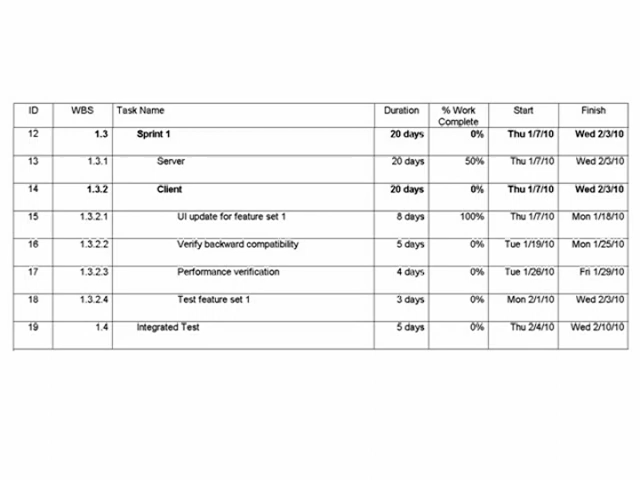 ID WBS Task Name Duration % Work Complete Start Finish
12 1.3 Sprint 1 20 days 0% Thu 1/7/10 Wed 2/3/10
13 1.3.1 Server 20 days 50% Thu 1/7/10 Wed 2/3/10
14 1.3.2 Client 20 days 0% Thu 1/7/10 Wed 2/3/10
15 1.3.2.1 UI update for feature set 1 8 days 100% Thu 1/7/10 Mon 1/18/10
16 1.3.2.2 Verify backward compatibility 5 days 0% Tue 1/19/10 Mon 1/25/10
17 1.3.2.3 Performance verification 4 days 0% Tue 1/26/10 Fri 1/29/10
18 1.3.2.4 Test feature set 1 3 days 0% Mon 2/1/10 Wed 2/3/10
19 1.4 Integrated Test 5 days 0% Thu 2/4/10 Wed 2/10/10